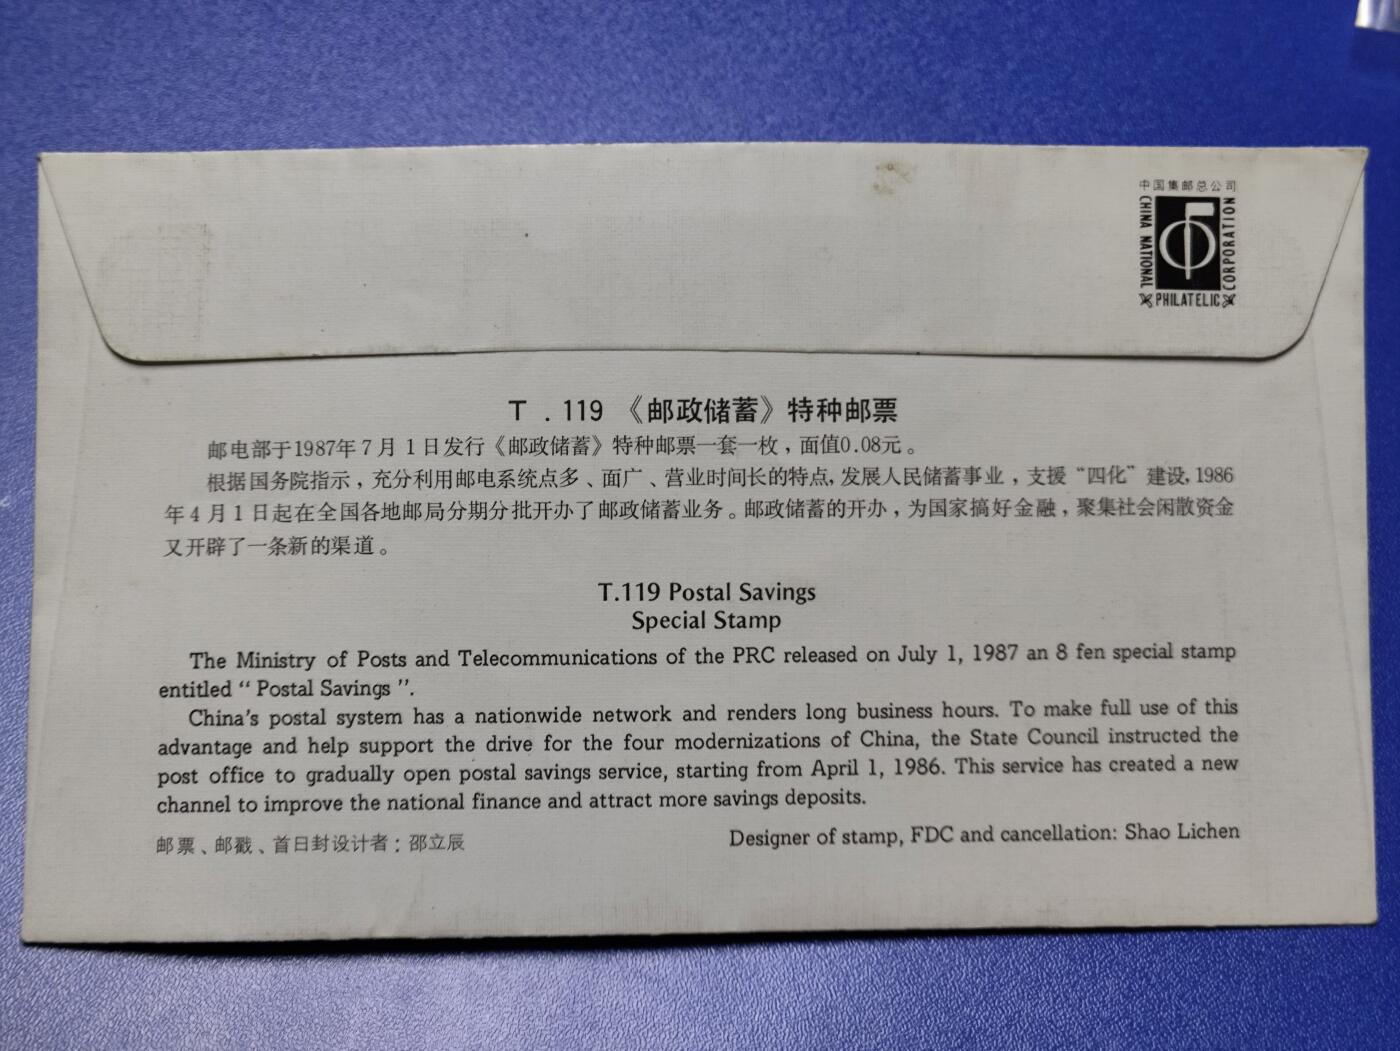 中国集邮总公司
CHINA NATIONAL
PHILATELIC
CORPORATION
T.119 《邮政储蓄》特种邮票
邮电部于1987年7月1日发行《邮政储蓄》特种邮票一套一枚，面值0.08元。
根据国务院指示，充分利用邮电系统点多、面广、营业时间长的特点，发展人民储蓄事业，支援“四化”建设，1986
年4月1日起在全国各地邮局分期分批开办了邮政储蓄业务。邮政储蓄的开办，为国家搞好金融，聚集社会闲散资金
又开辟了一条新的渠道。
T.119 Postal Savings
Special Stamp
The Ministry of Posts and Telecommunications of the PRC released on July 1, 1987 an 8 fen special stamp
entitled “ Postal Savings ”.
China's postal system has a nationwide network and renders long business hours. To make full use of this
advantage and help support the drive for the four modernizations of China, the State Council instructed the
post office to gradually open postal savings service, starting from April 1, 1986. This service has created a new
channel to improve the national finance and attract more savings deposits.
邮票、邮戳、首日封设计者：邵立辰
Designer of stamp, FDC and cancellation: Shao Lichen